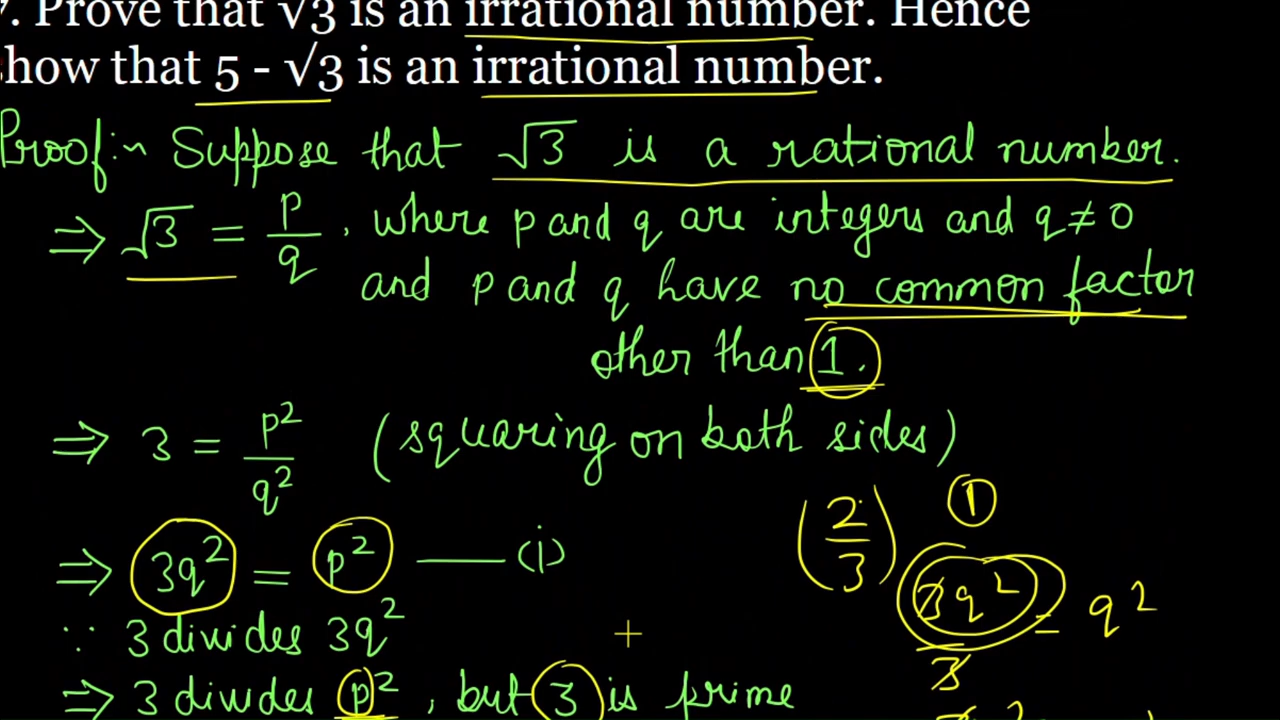 7. Prove that √3 is an irrational number. Hence
show that 5 - √3 is an irrational number.
Proof:~ Suppose that √3 is a rational number.
⇒ √3 = p/q, where p and q are integers and q ≠ 0
and p and q have no common factor
other than 1.
⇒ 3 = p²/q² (squaring on both sides)
⇒ 3q² = p² —— (i)
(2/3) ①
3q²/3 = q²
∵ 3 divides 3q²
⇒ 3 divides p², but 3 is prime